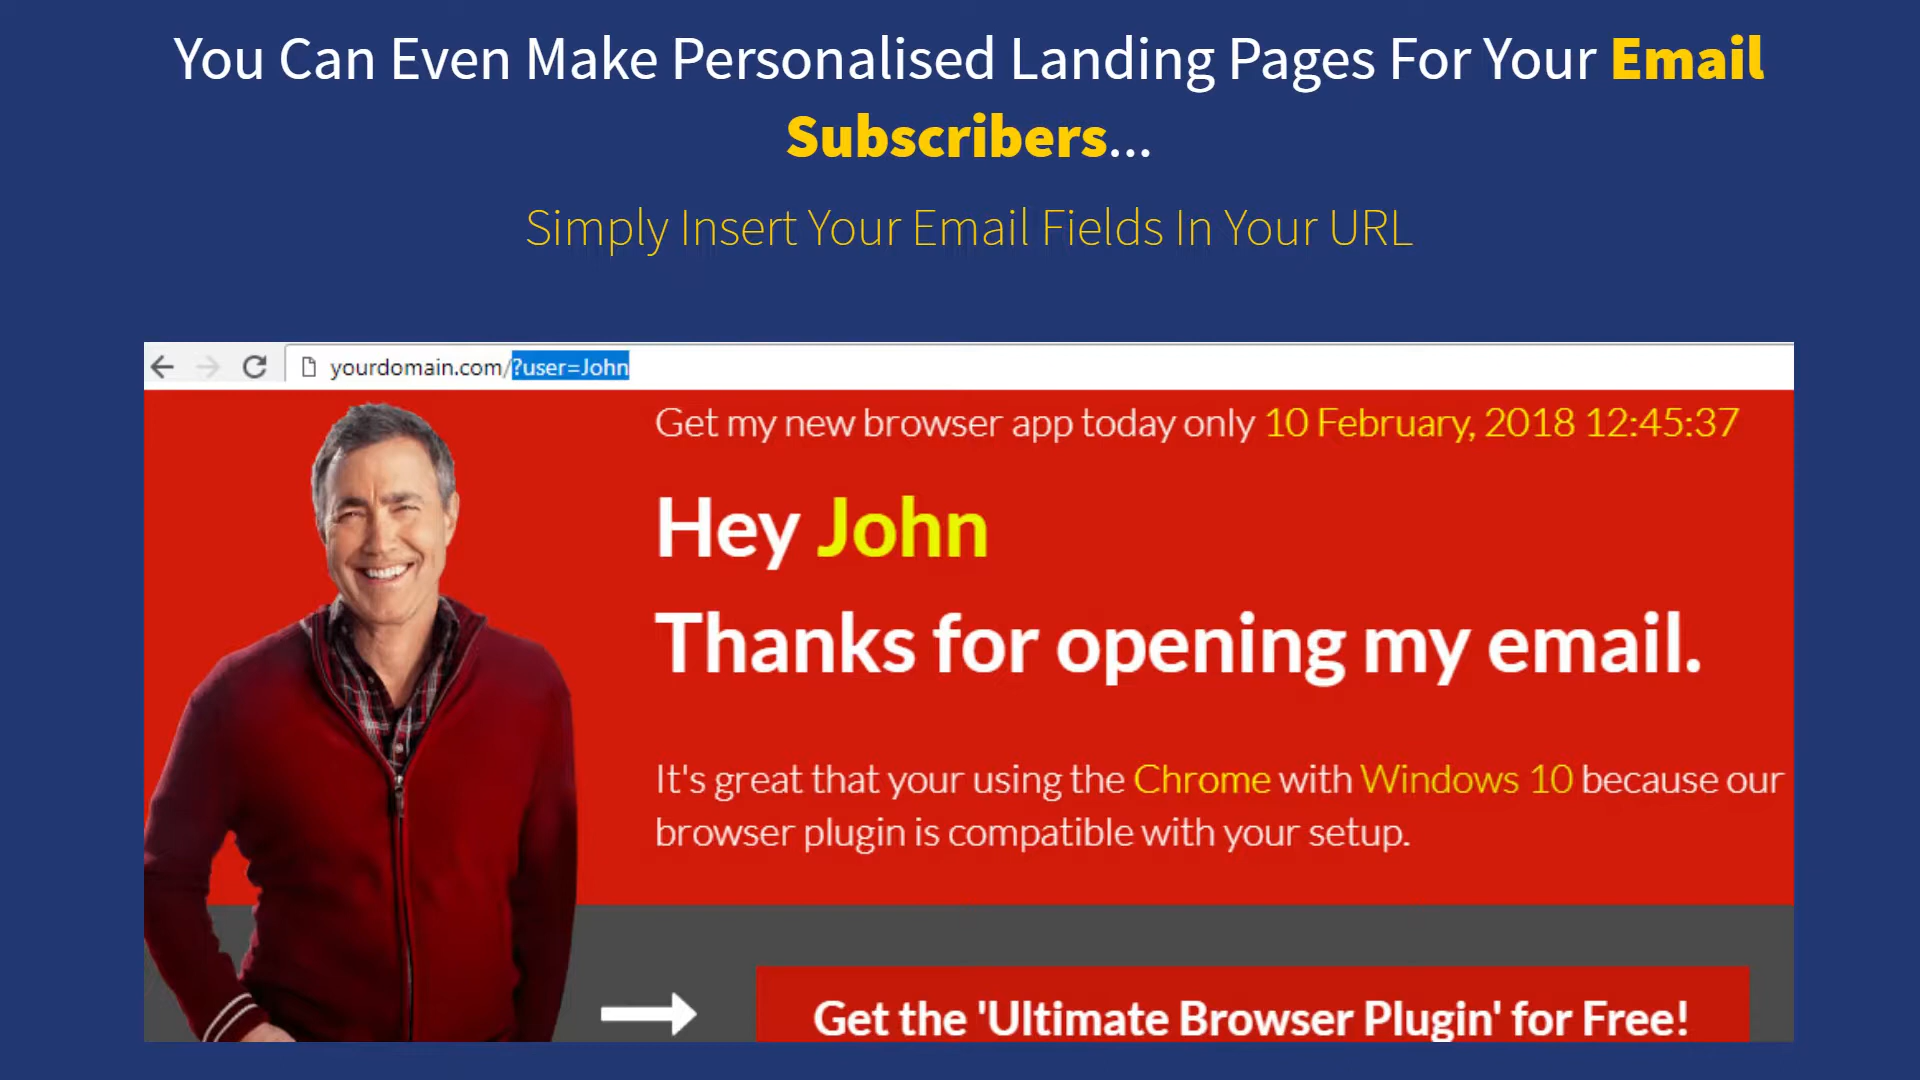 You Can Even Make Personalised Landing Pages For Your Email
Subscribers...
Simply Insert Your Email Fields In Your URL
yourdomain.com/?user=John
Get my new browser app today only 10 February, 2018 12:45:37
Hey John
Thanks for opening my email.
It's great that your using the Chrome with Windows 10 because our
browser plugin is compatible with your setup.
Get the 'Ultimate Browser Plugin' for Free!